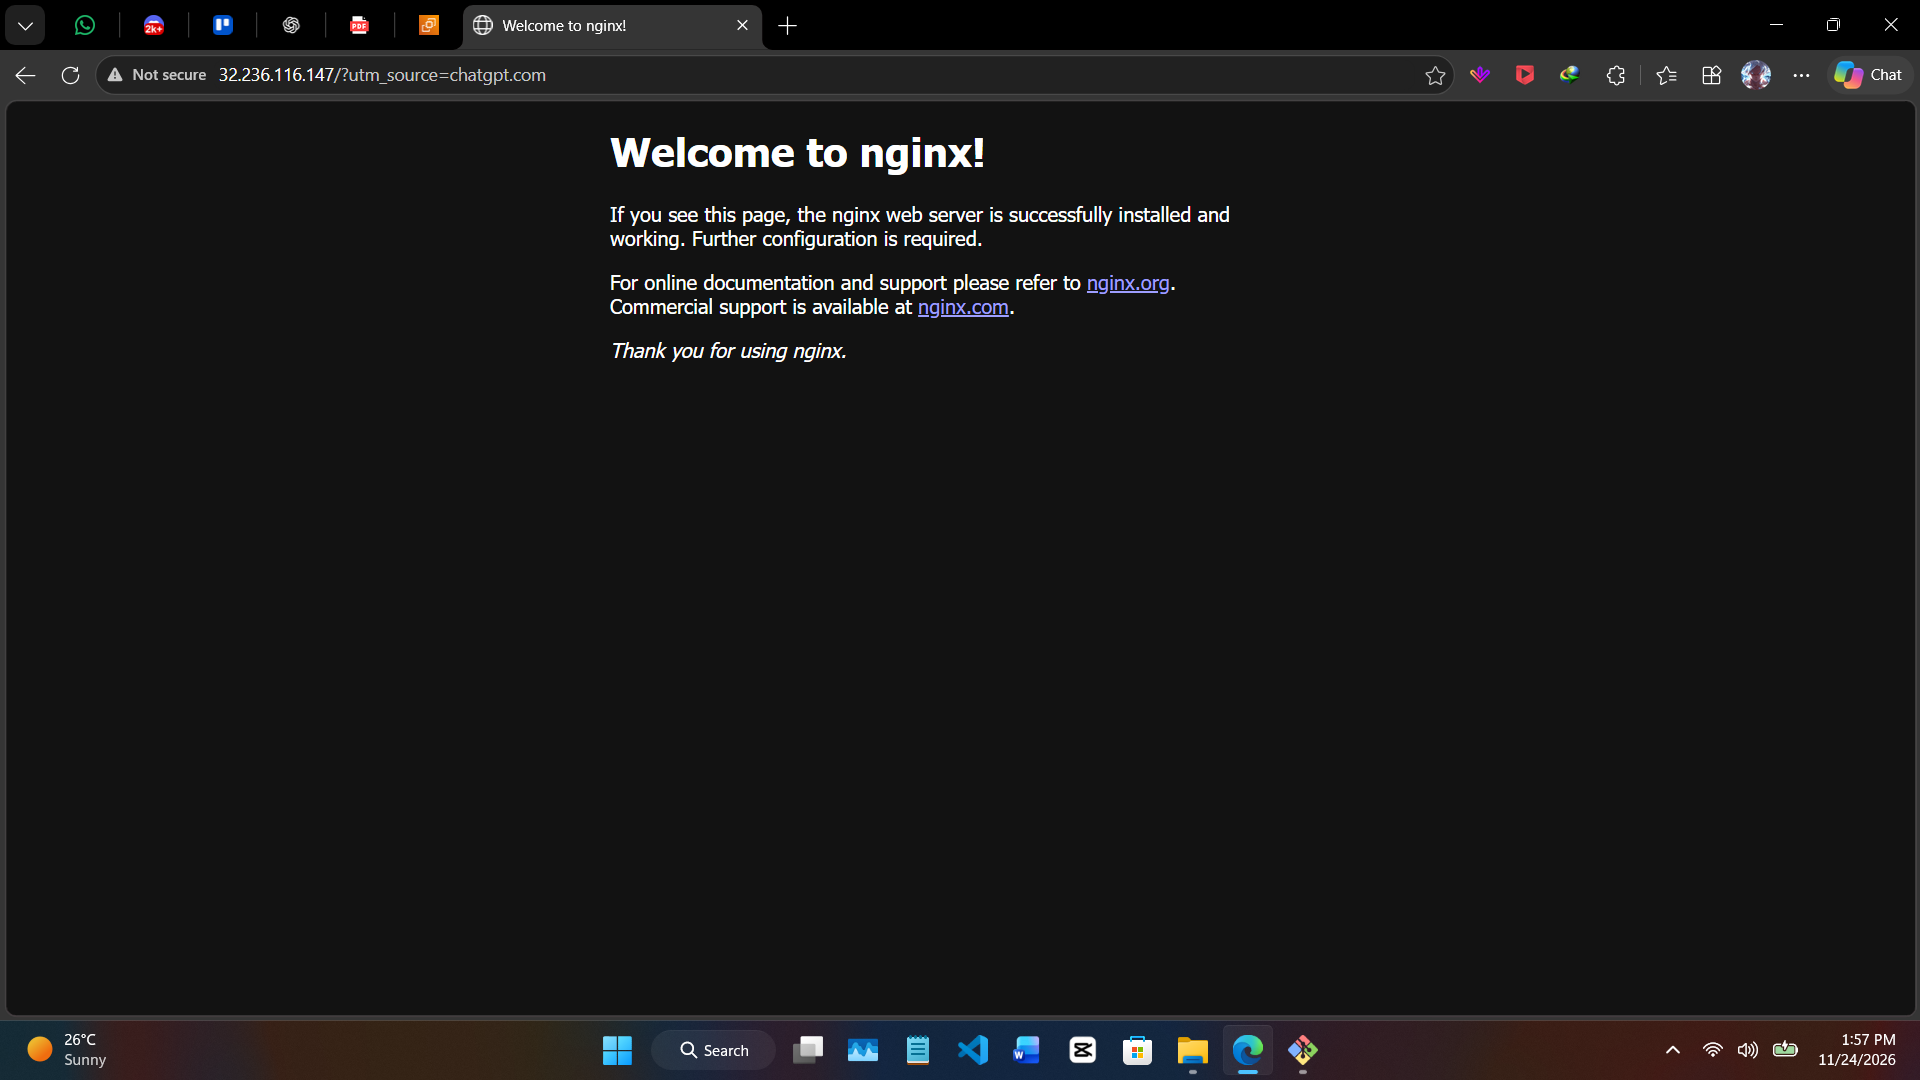 2k+
PDF
Welcome to nginx!
Not secure 32.236.116.147/?utm_source=chatgpt.com
Chat
Welcome to nginx!
If you see this page, the nginx web server is successfully installed and
working. Further configuration is required.
For online documentation and support please refer to nginx.org.
Commercial support is available at nginx.com.
Thank you for using nginx.
26°C
Sunny
Search
W
1:57 PM
11/24/2026